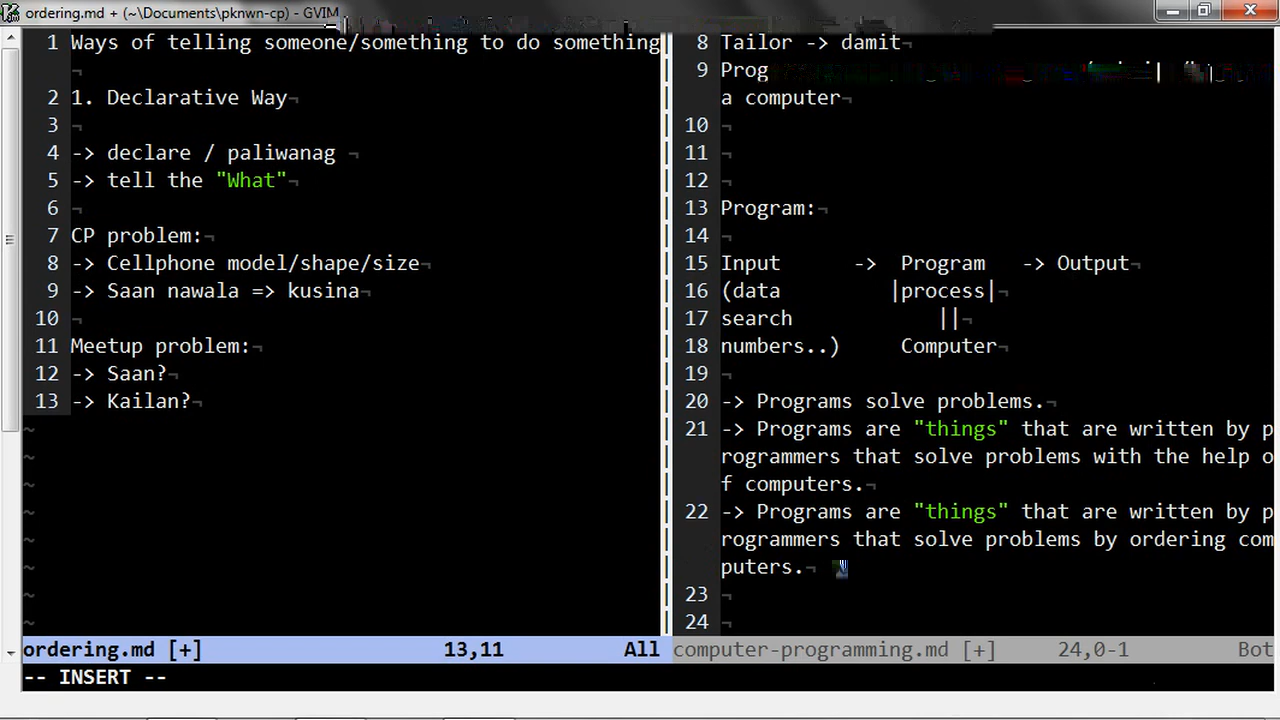 ordering.md + (~\Documents\pknwn-cp) - GVIM
1 Ways of telling someone/something to do something
2 1. Declarative Way
3
4 -> declare / paliwanag
5 -> tell the "What"
6
7 CP problem:
8 -> Cellphone model/shape/size
9 -> Saan nawala => kusina
10
11 Meetup problem:
12 -> Saan?
13 -> Kailan?
~
~
~
~
~
~
~
~
ordering.md [+] 13,11 All
-- INSERT --
8 Tailor -> damit
9 Prog
a computer
10
11
12
13 Program:
14
15 Input -> Program -> Output
16 (data |process|
17 search ||
18 numbers..) Computer
19
20 -> Programs solve problems.
21 -> Programs are "things" that are written by p
rogrammers that solve problems with the help o
f computers.
22 -> Programs are "things" that are written by p
rogrammers that solve problems by ordering com
puters.
23
24
computer-programming.md [+] 24,0-1 Bot